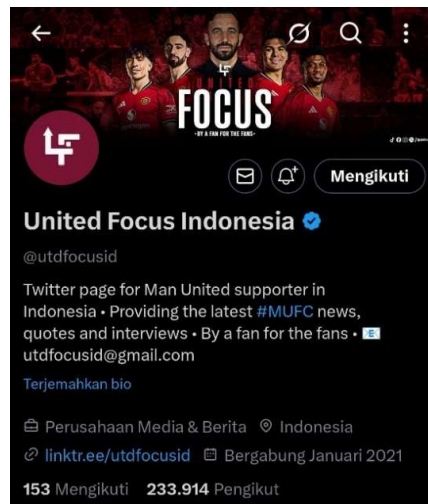 UNITED
FOCUS
-BY A FAN FOR THE FANS-
Mengikuti
United Focus Indonesia
@utdfocusid
Twitter page for Man United supporter in
Indonesia • Providing the latest #MUFC news,
quotes and interviews • By a fan for the fans • 📧
utdfocusid@gmail.com
Terjemahkan bio
Perusahaan Media & Berita Indonesia
linktr.ee/utdfocusid Bergabung Januari 2021
153 Mengikuti 233.914 Pengikut